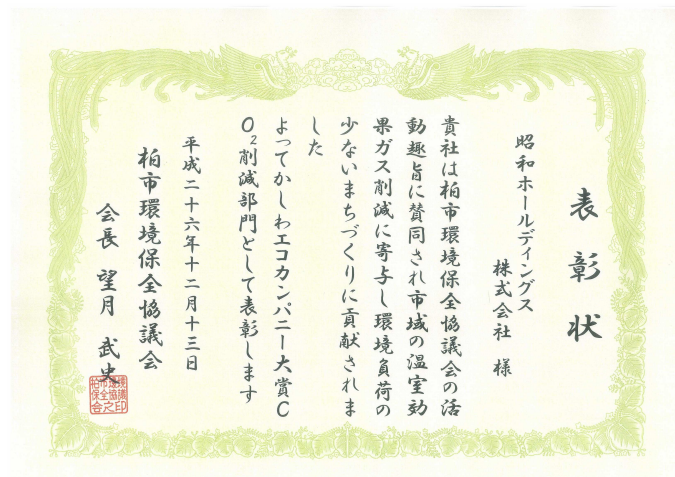 表彰状
昭和ホールディングス
株式会社 様
貴社は柏市環境保全協議会の活
動趣旨に賛同され市域の温室効
果ガス削減に寄与し環境負荷の
少ないまちづくりに貢献されま
した
よってかしわエコカンパニー大賞C
O2削減部門として表彰します
平成二十六年十二月十三日
柏市環境保全協議会
会長 望月 武史